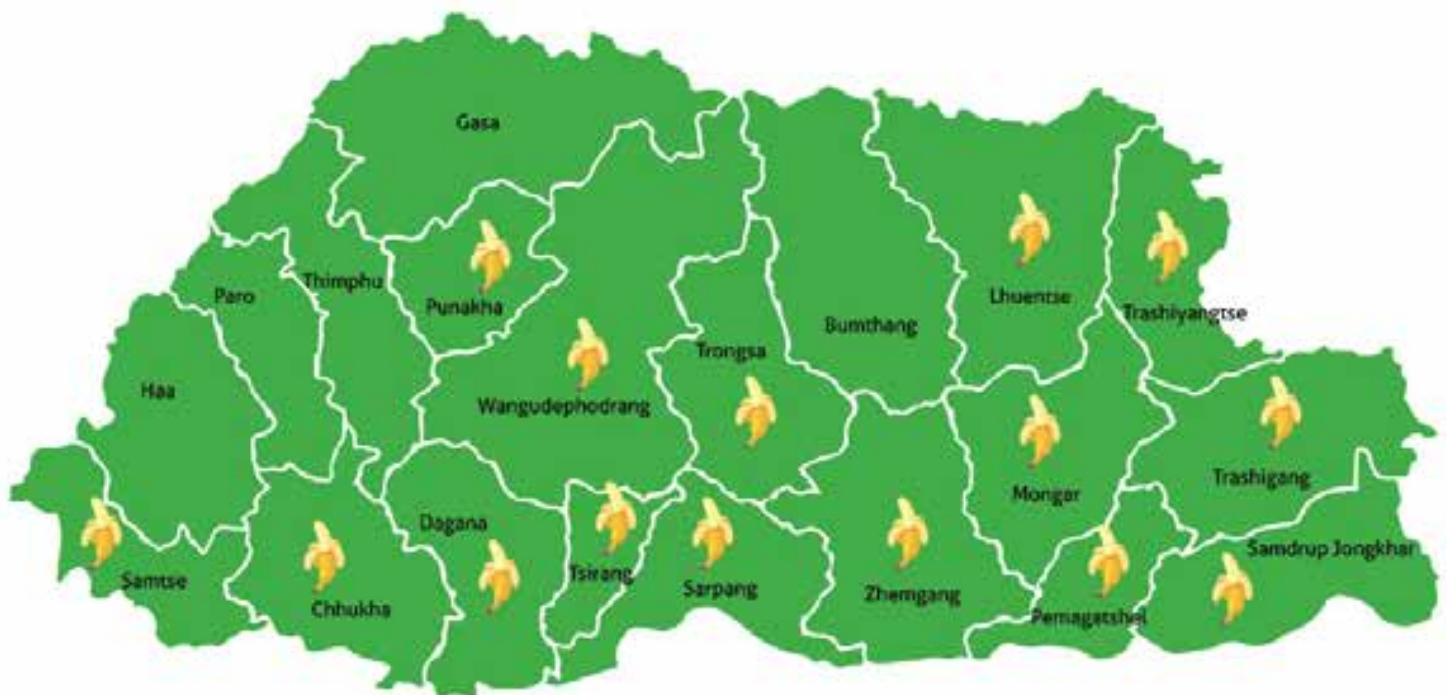 Gasa
Thimphu
Paro
Punakha
Lhuentse
Trashiyangtse
Bumthang
Trongsa
Haa
Wangudephodrang
Trashigang
Mongar
Dagana
Samdrup Jongkhar
Samtse
Tsirang
Sarpang
Zhemgang
Chhukha
Pemagatshel